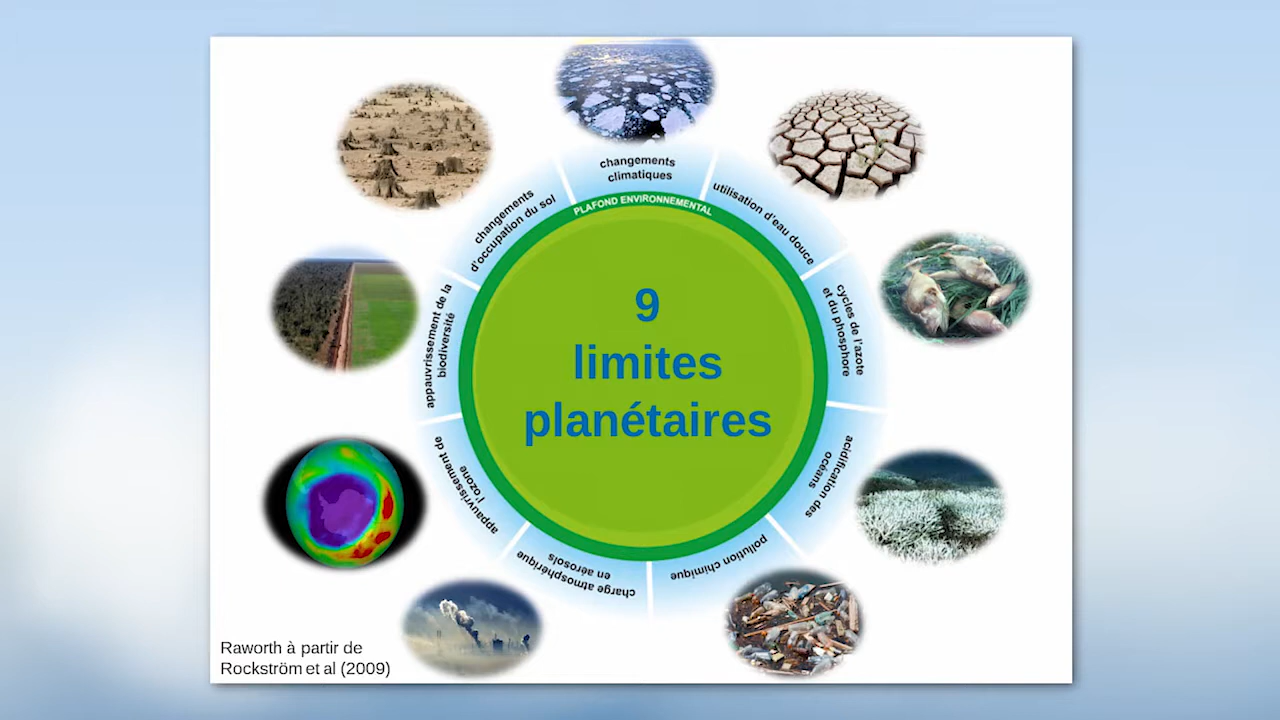 changements
climatiques
PLAFOND ENVIRONNEMENTAL
utilisation d'eau douce
cycles de l'azote
et du phosphore
acidification des
océans
pollution chimique
charge atmosphérique
en aérosols
appauvrissement de
l'ozone
appauvrissement de la
biodiversité
changements
d'occupation du sol
9
limites
planétaires
Raworth à partir de
Rockström et al (2009)